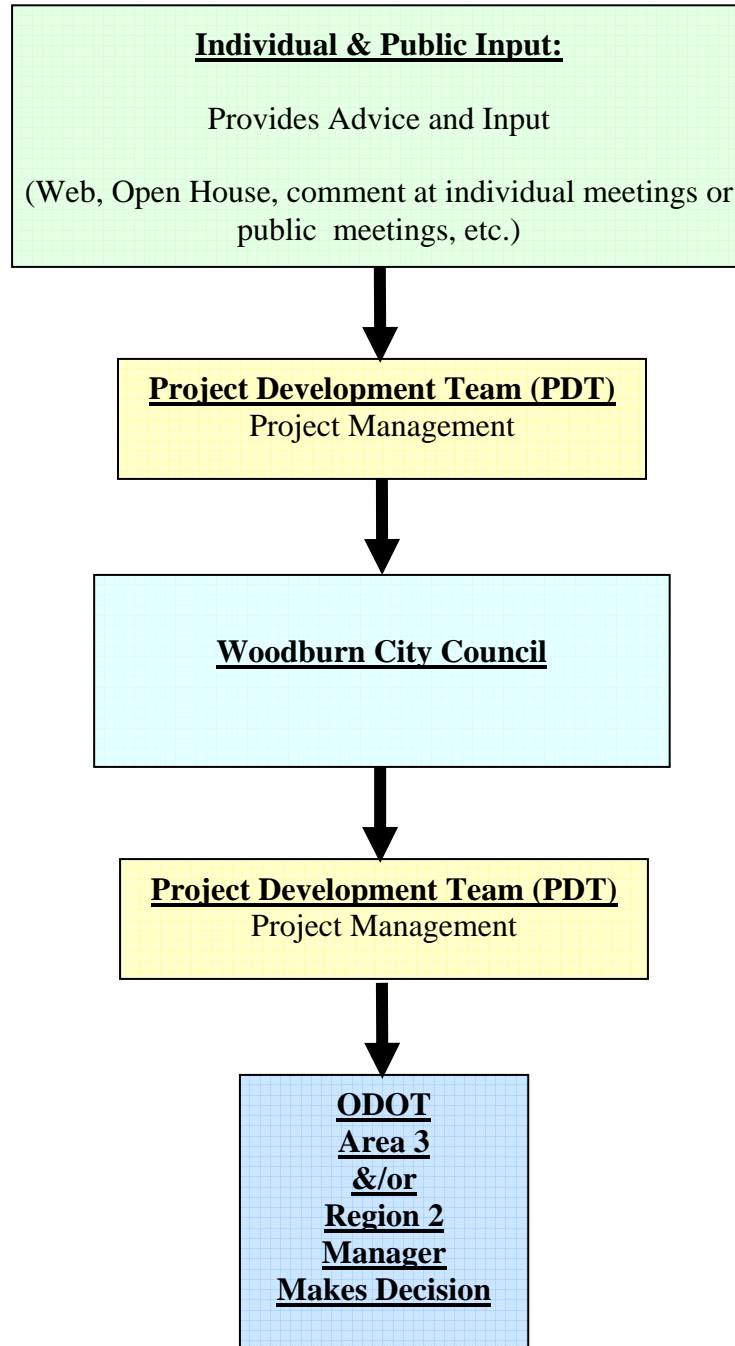 Individual & Public Input:
Provides Advice and Input
(Web, Open House, comment at individual meetings or
public meetings, etc.)
Project Development Team (PDT)
Project Management
Woodburn City Council
Project Development Team (PDT)
Project Management
ODOT
Area 3
&/or
Region 2
Manager
Makes Decision